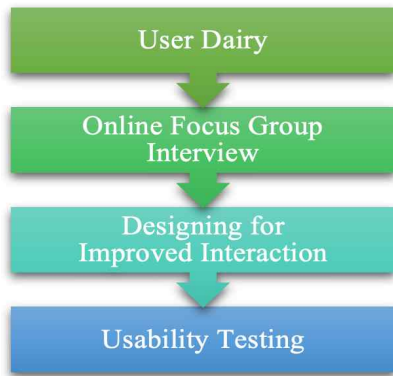 User Dairy
Online Focus Group
Interview
Designing for
Improved Interaction
Usability Testing